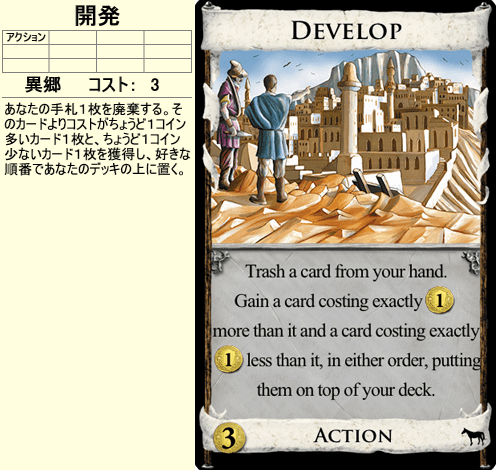 開発
アクション
異郷 コスト: 3
あなたの手札1枚を廃棄する。そ
のカードよりコストがちょうど1コイン
多いカード1枚と、ちょうど1コイン
少ないカード1枚を獲得し、好きな
順番であなたのデッキの上に置く。
DEVELOP
Trash a card from your hand.
Gain a card costing exactly 1
more than it and a card costing exactly
1 less than it, in either order, putting
them on top of your deck.
3 ACTION